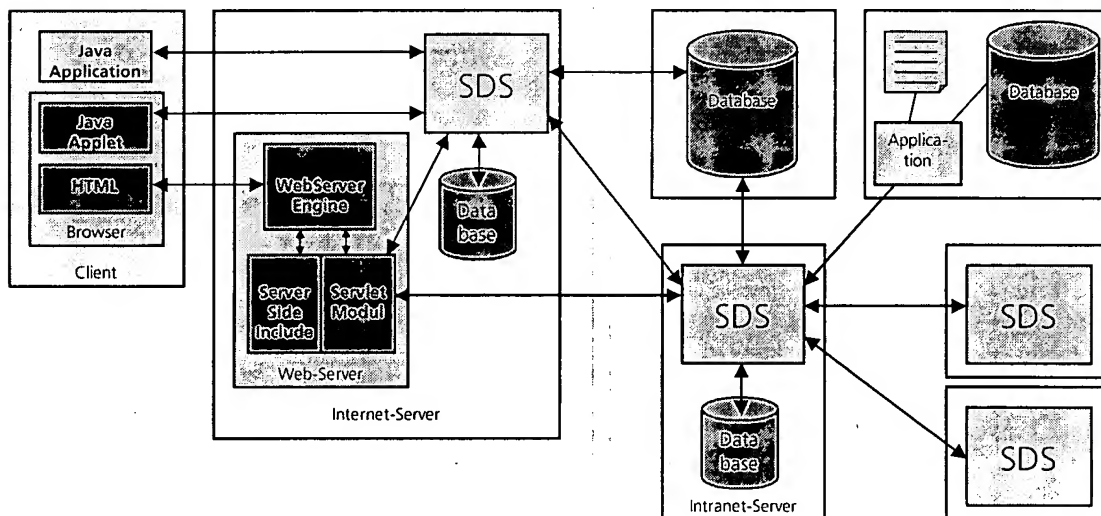 Java
Application
Java
Applet
HTML
Browser
Client
SDS
WebServer
Engine
Data
base
Server
Side
Include
Servlet
Modul
Web-Server
Internet-Server
Database
Database
Applica-
tion
SDS
Data
base
Intranet-Server
SDS
SDS